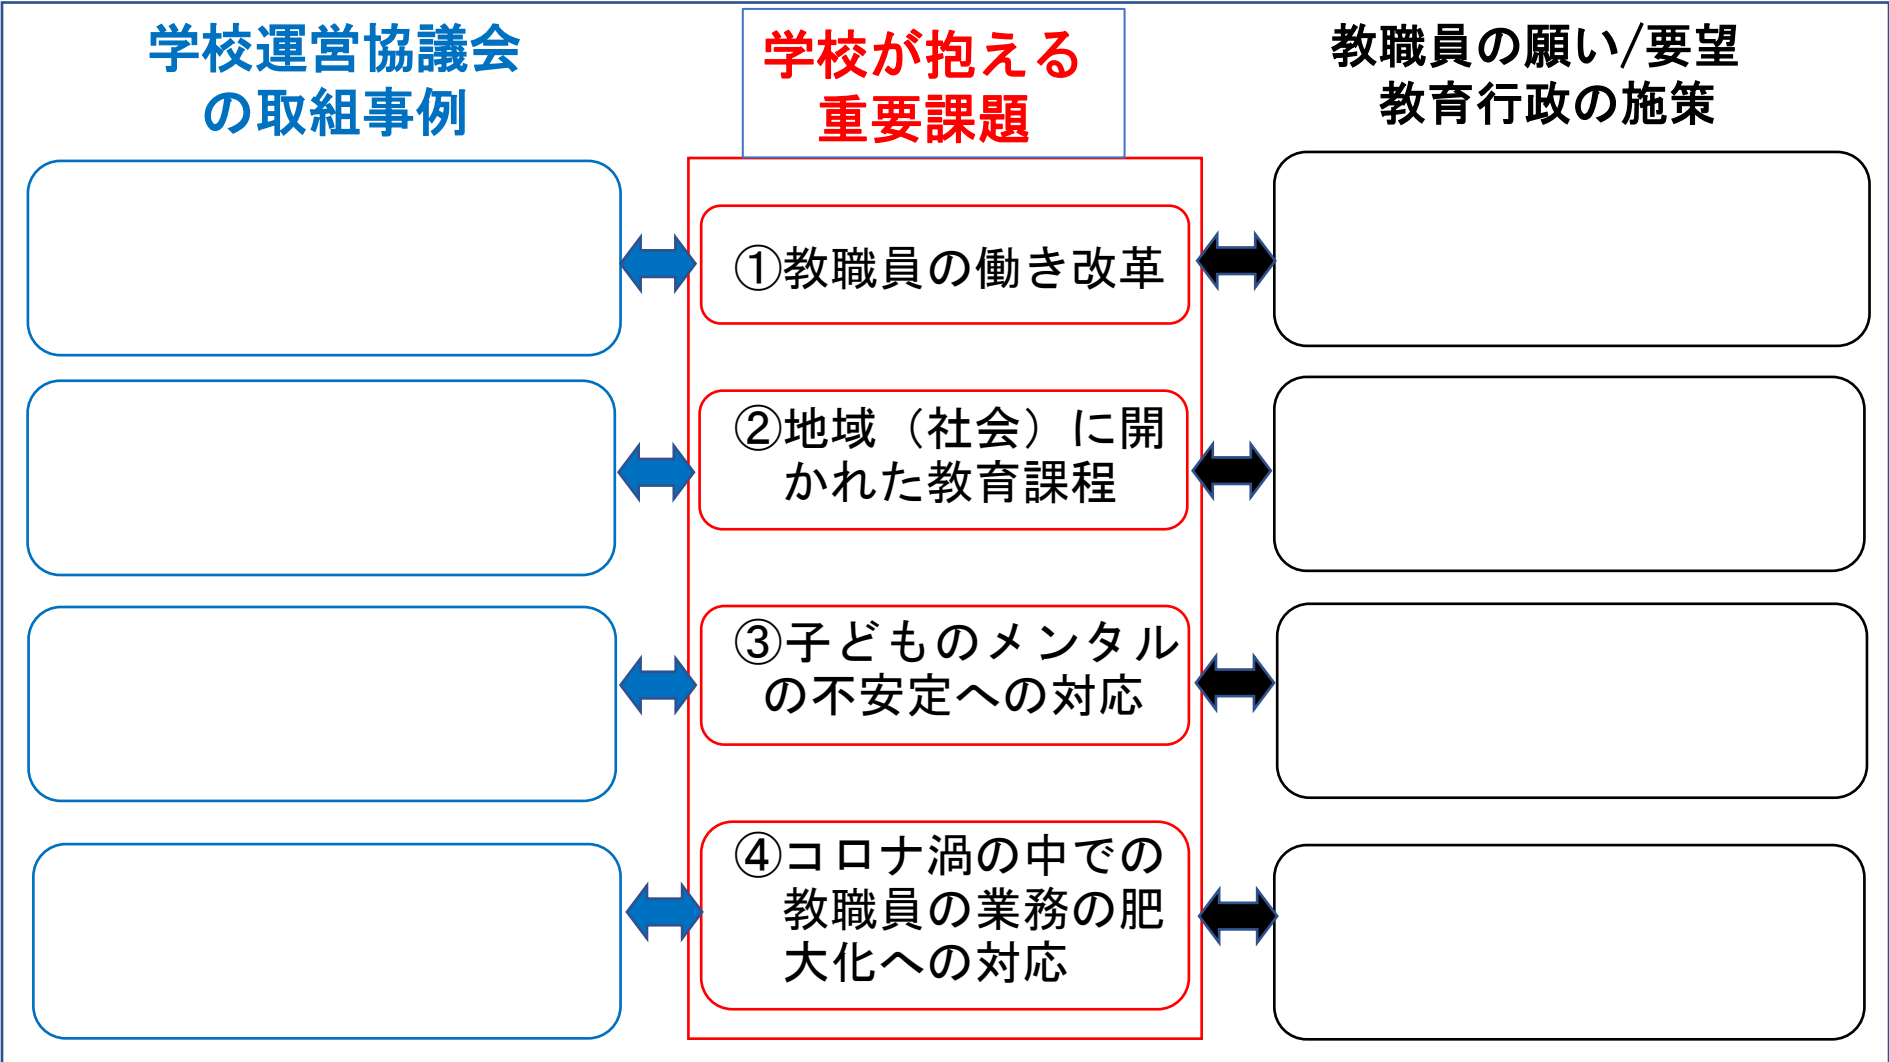 学校運営協議会
の取組事例
学校が抱える
重要課題
教職員の願い/要望
教育行政の施策
①教職員の働き改革
②地域（社会）に開
かれた教育課程
③子どものメンタル
の不安定への対応
④コロナ渦の中での
教職員の業務の肥
大化への対応